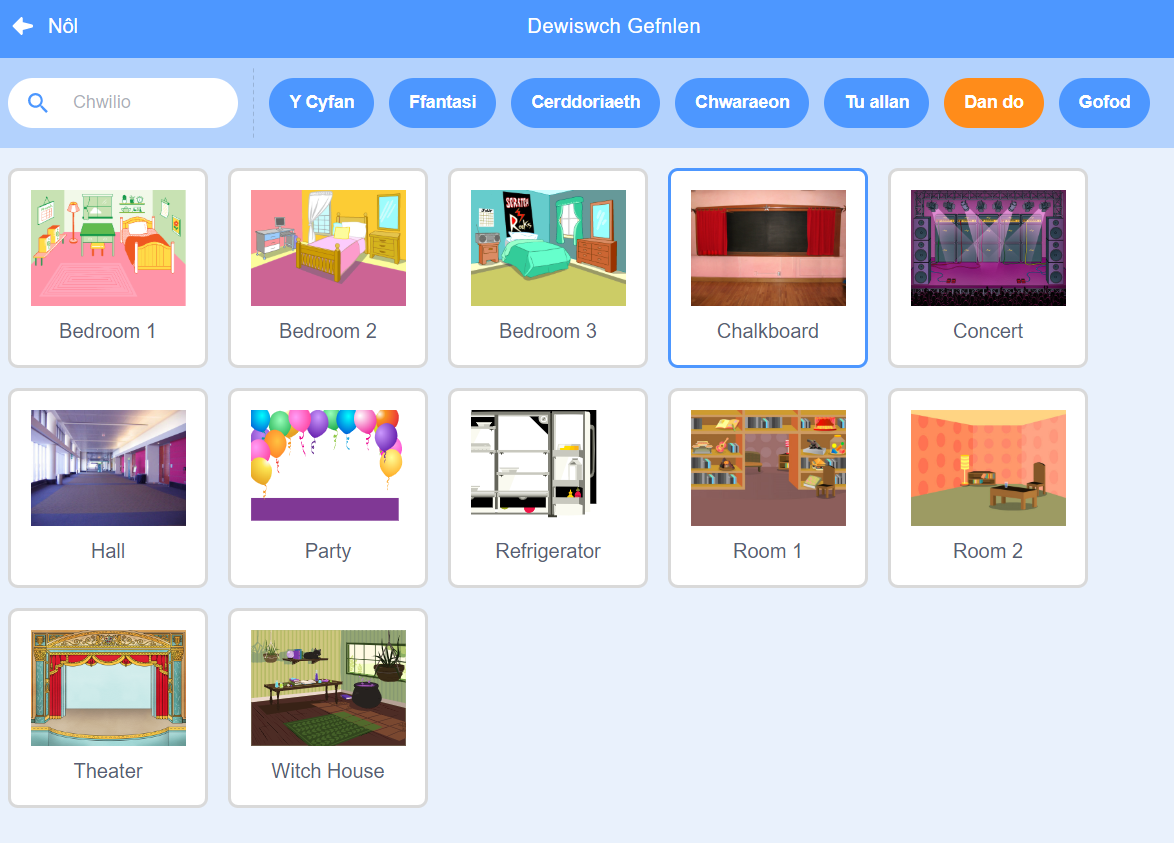 Nôl
Dewiswch Gefnlen
Chwilio
Y Cyfan
Ffantasi
Cerddoriaeth
Chwaraeon
Tu allan
Dan do
Gofod
SCRATCH
Rocks
Bedroom 1
Bedroom 2
Bedroom 3
Chalkboard
Concert
Hall
Party
Refrigerator
Room 1
Room 2
Theater
Witch House